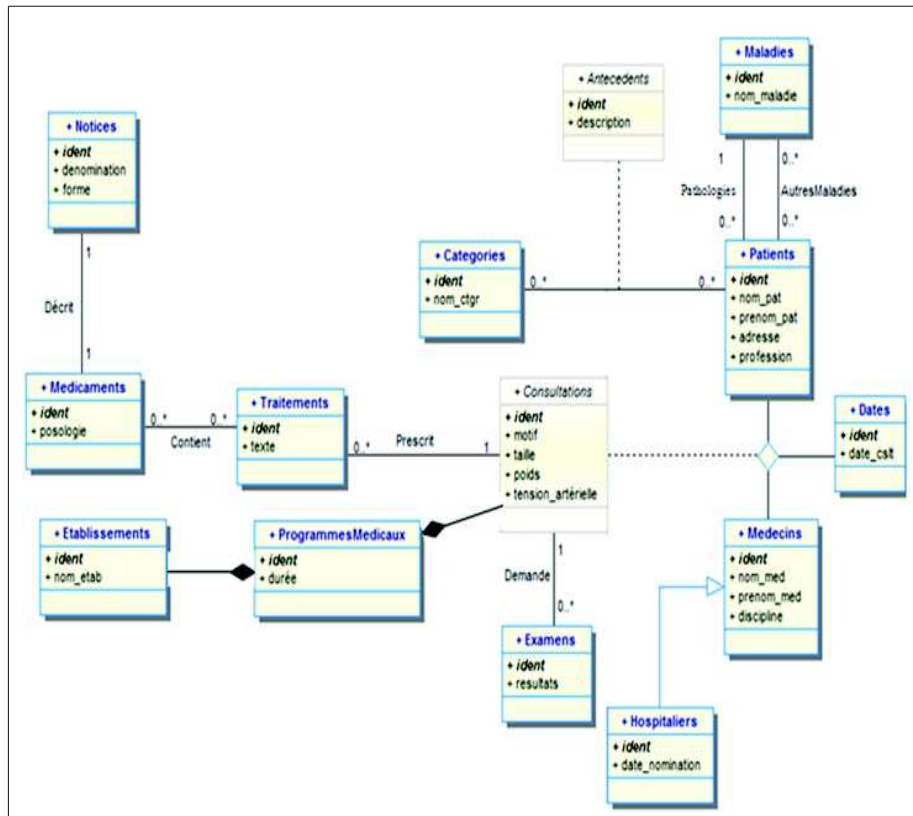 + Maladies
+ ident
+ nom_maladie
+ Antecedents
+ ident
+ description
+ Notices
+ ident
+ denomination
+ forme
1
0..*
Pathologies
AutresMaladies
0..*
0..*
+ Categories
+ ident
+ nom_ctgr
0..*
0..*
+ Patients
+ ident
+ nom_pat
+ prenom_pat
+ adresse
+ profession
1
Décrit
1
+ Medicaments
+ ident
+ posologie
0..*
0..*
Contient
+ Traitements
+ ident
+ texte
Prescrit
0..*
1
+ Consultations
+ ident
+ motif
+ taille
+ poids
+ tension_artérielle
+ Dates
+ ident
+ date_cslt
+ Etablissements
+ ident
+ nom_etab
+ ProgrammesMedicaux
+ ident
+ durée
+ Medecins
+ ident
+ nom_med
+ prenom_med
+ discipline
1
Demande
0..*
+ Examens
+ ident
+ resultats
+ Hospitaliers
+ ident
+ date_nomination